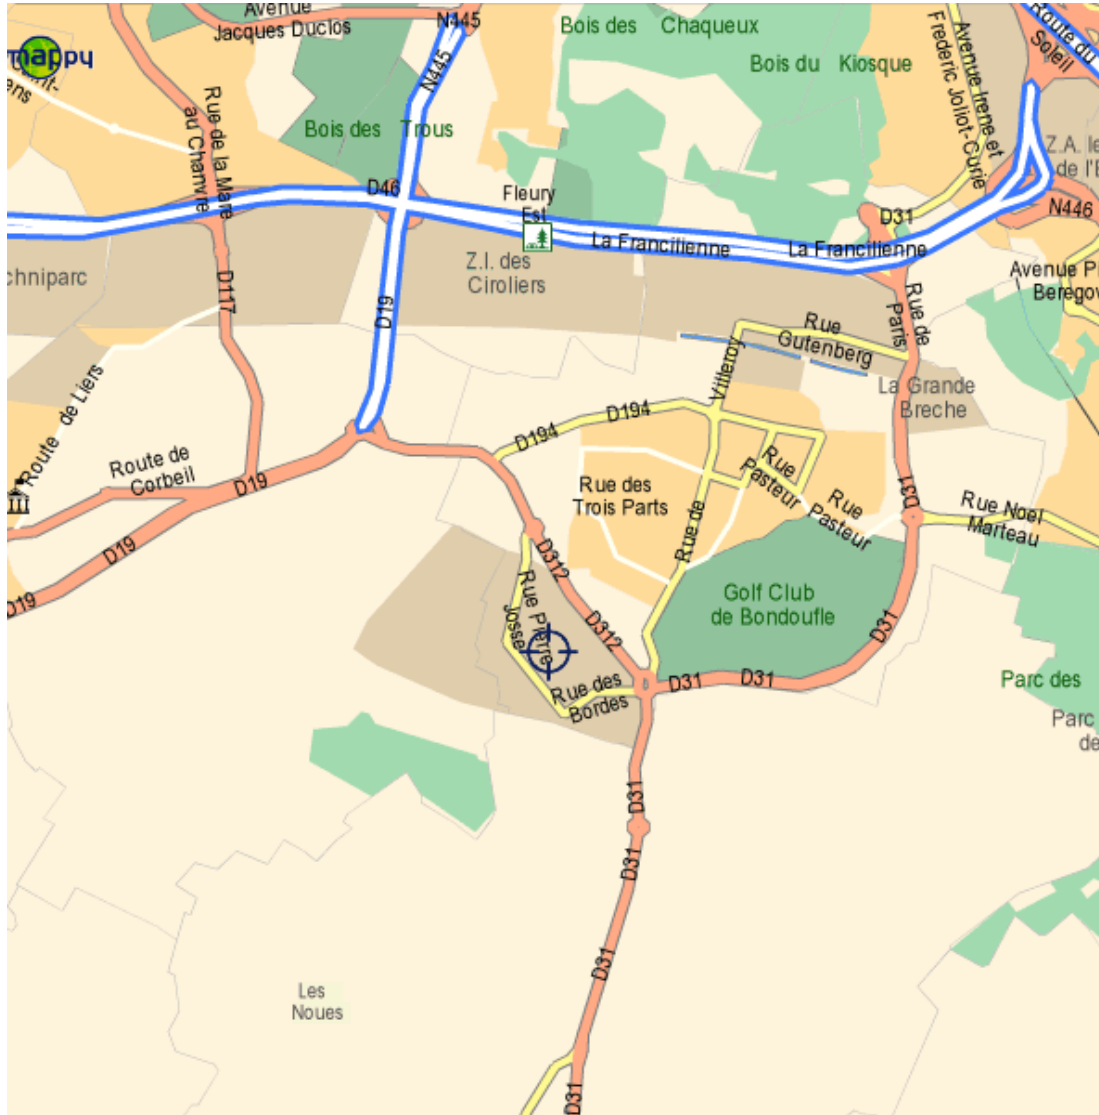 Avenue
Jacques Duclos
N445
Bois des Chaqueux
Route du
Soleil
mappy
N445
Bois du Kiosque
Avenue Irene et
Frederic Joliot-Curie
Rue de la Mare
au Chanvre
Bois des Trous
Z.A. le
de l'E
D46
Fleury
Est
D31
N446
La Francilienne
La Francilienne
Z.I. des
Ciroliers
chniparc
D117
D19
Avenue Pi
Beregov
Rue de
Paris
Rue
Gutenberg
Villeroy
La Grande
Breche
Route de Liers
D194
D194
Route de
Corbeil
D19
Rue des
Trois Parts
Rue
Pasteur
Rue
Pasteur
D31
Rue Noel
Marteau
Rue de
D19
D312
D19
Rue Pierre
Josse
D312
Golf Club
de Bondoufle
D31
Rue des
Bordes
D31
D31
Parc des
Parc
de
D31
D31
D31
Les
Noues
D31